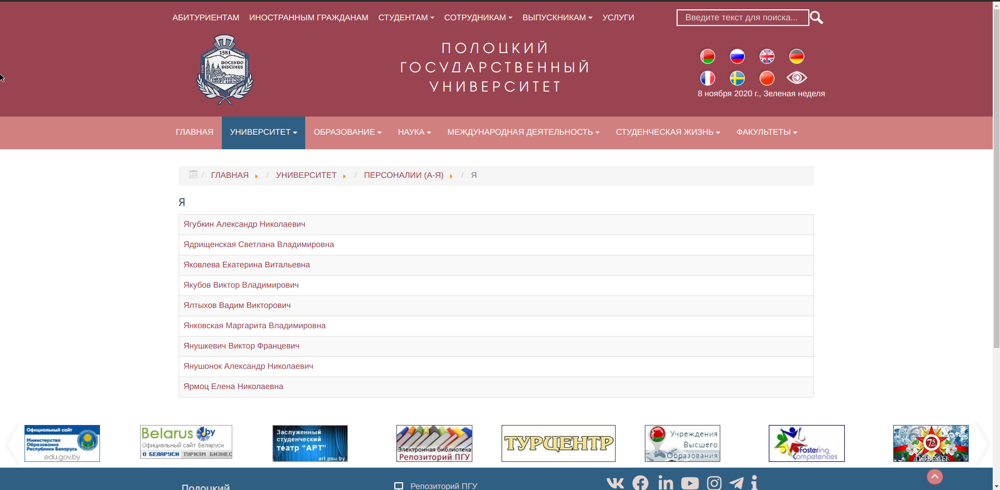 АБИТУРИЕНТАМ ИНОСТРАННЫМ ГРАЖДАНАМ СТУДЕНТАМ СОТРУДНИКАМ ВЫПУСКНИКАМ УСЛУГИ
Введите текст для поиска...
1581
DOCENDO
DISCIMUS
ПОЛОЦКИЙ
ГОСУДАРСТВЕННЫЙ
УНИВЕРСИТЕТ
8 ноября 2020 г., Зеленая неделя
ГЛАВНАЯ УНИВЕРСИТЕТ ОБРАЗОВАНИЕ НАУКА МЕЖДУНАРОДНАЯ ДЕЯТЕЛЬНОСТЬ СТУДЕНЧЕСКАЯ ЖИЗНЬ ФАКУЛЬТЕТЫ
/ ГЛАВНАЯ / УНИВЕРСИТЕТ / ПЕРСОНАЛИИ (А-Я) / Я
Я
Ягубкин Александр Николаевич
Ядрищенская Светлана Владимировна
Яковлева Екатерина Витальевна
Якубов Виктор Владимирович
Ялтыхов Вадим Викторович
Янковская Маргарита Владимировна
Янушкевич Виктор Францевич
Янушонок Александр Николаевич
Ярмоц Елена Николаевна
Официальный сайт
Министерства
Образования
Республики Беларусь
edu.gov.by
Belarus.by
Официальный сайт Беларуси
О БЕЛАРУСИ ТУРИЗМ БИЗНЕС
Заслуженный
студенческий
театр "АРТ"
art.psu.by
Электронная библиотека
Репозиторий ПГУ
ТУРЦЕНТР
Учреждения
Высшего
Образования
Fostering
Competencies
75
лет
ПОБЕДЫ
Полоцкий
Репозиторий ПГУ